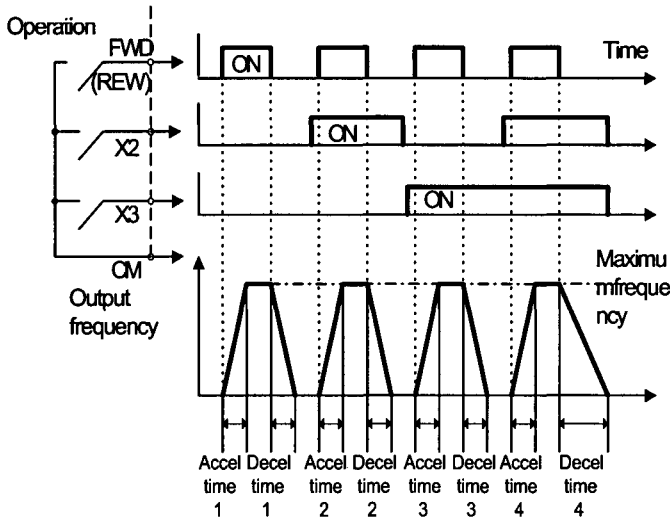 Operation
FWD
(REW)
X2
X3
CM
ON
Time
ON
ON
Output
frequency
Maximu
mfreque
ncy
Accel Decel Accel Decel Accel Decel Accel Decel
time time time time time time time time
1 1 2 2 3 3 4 4